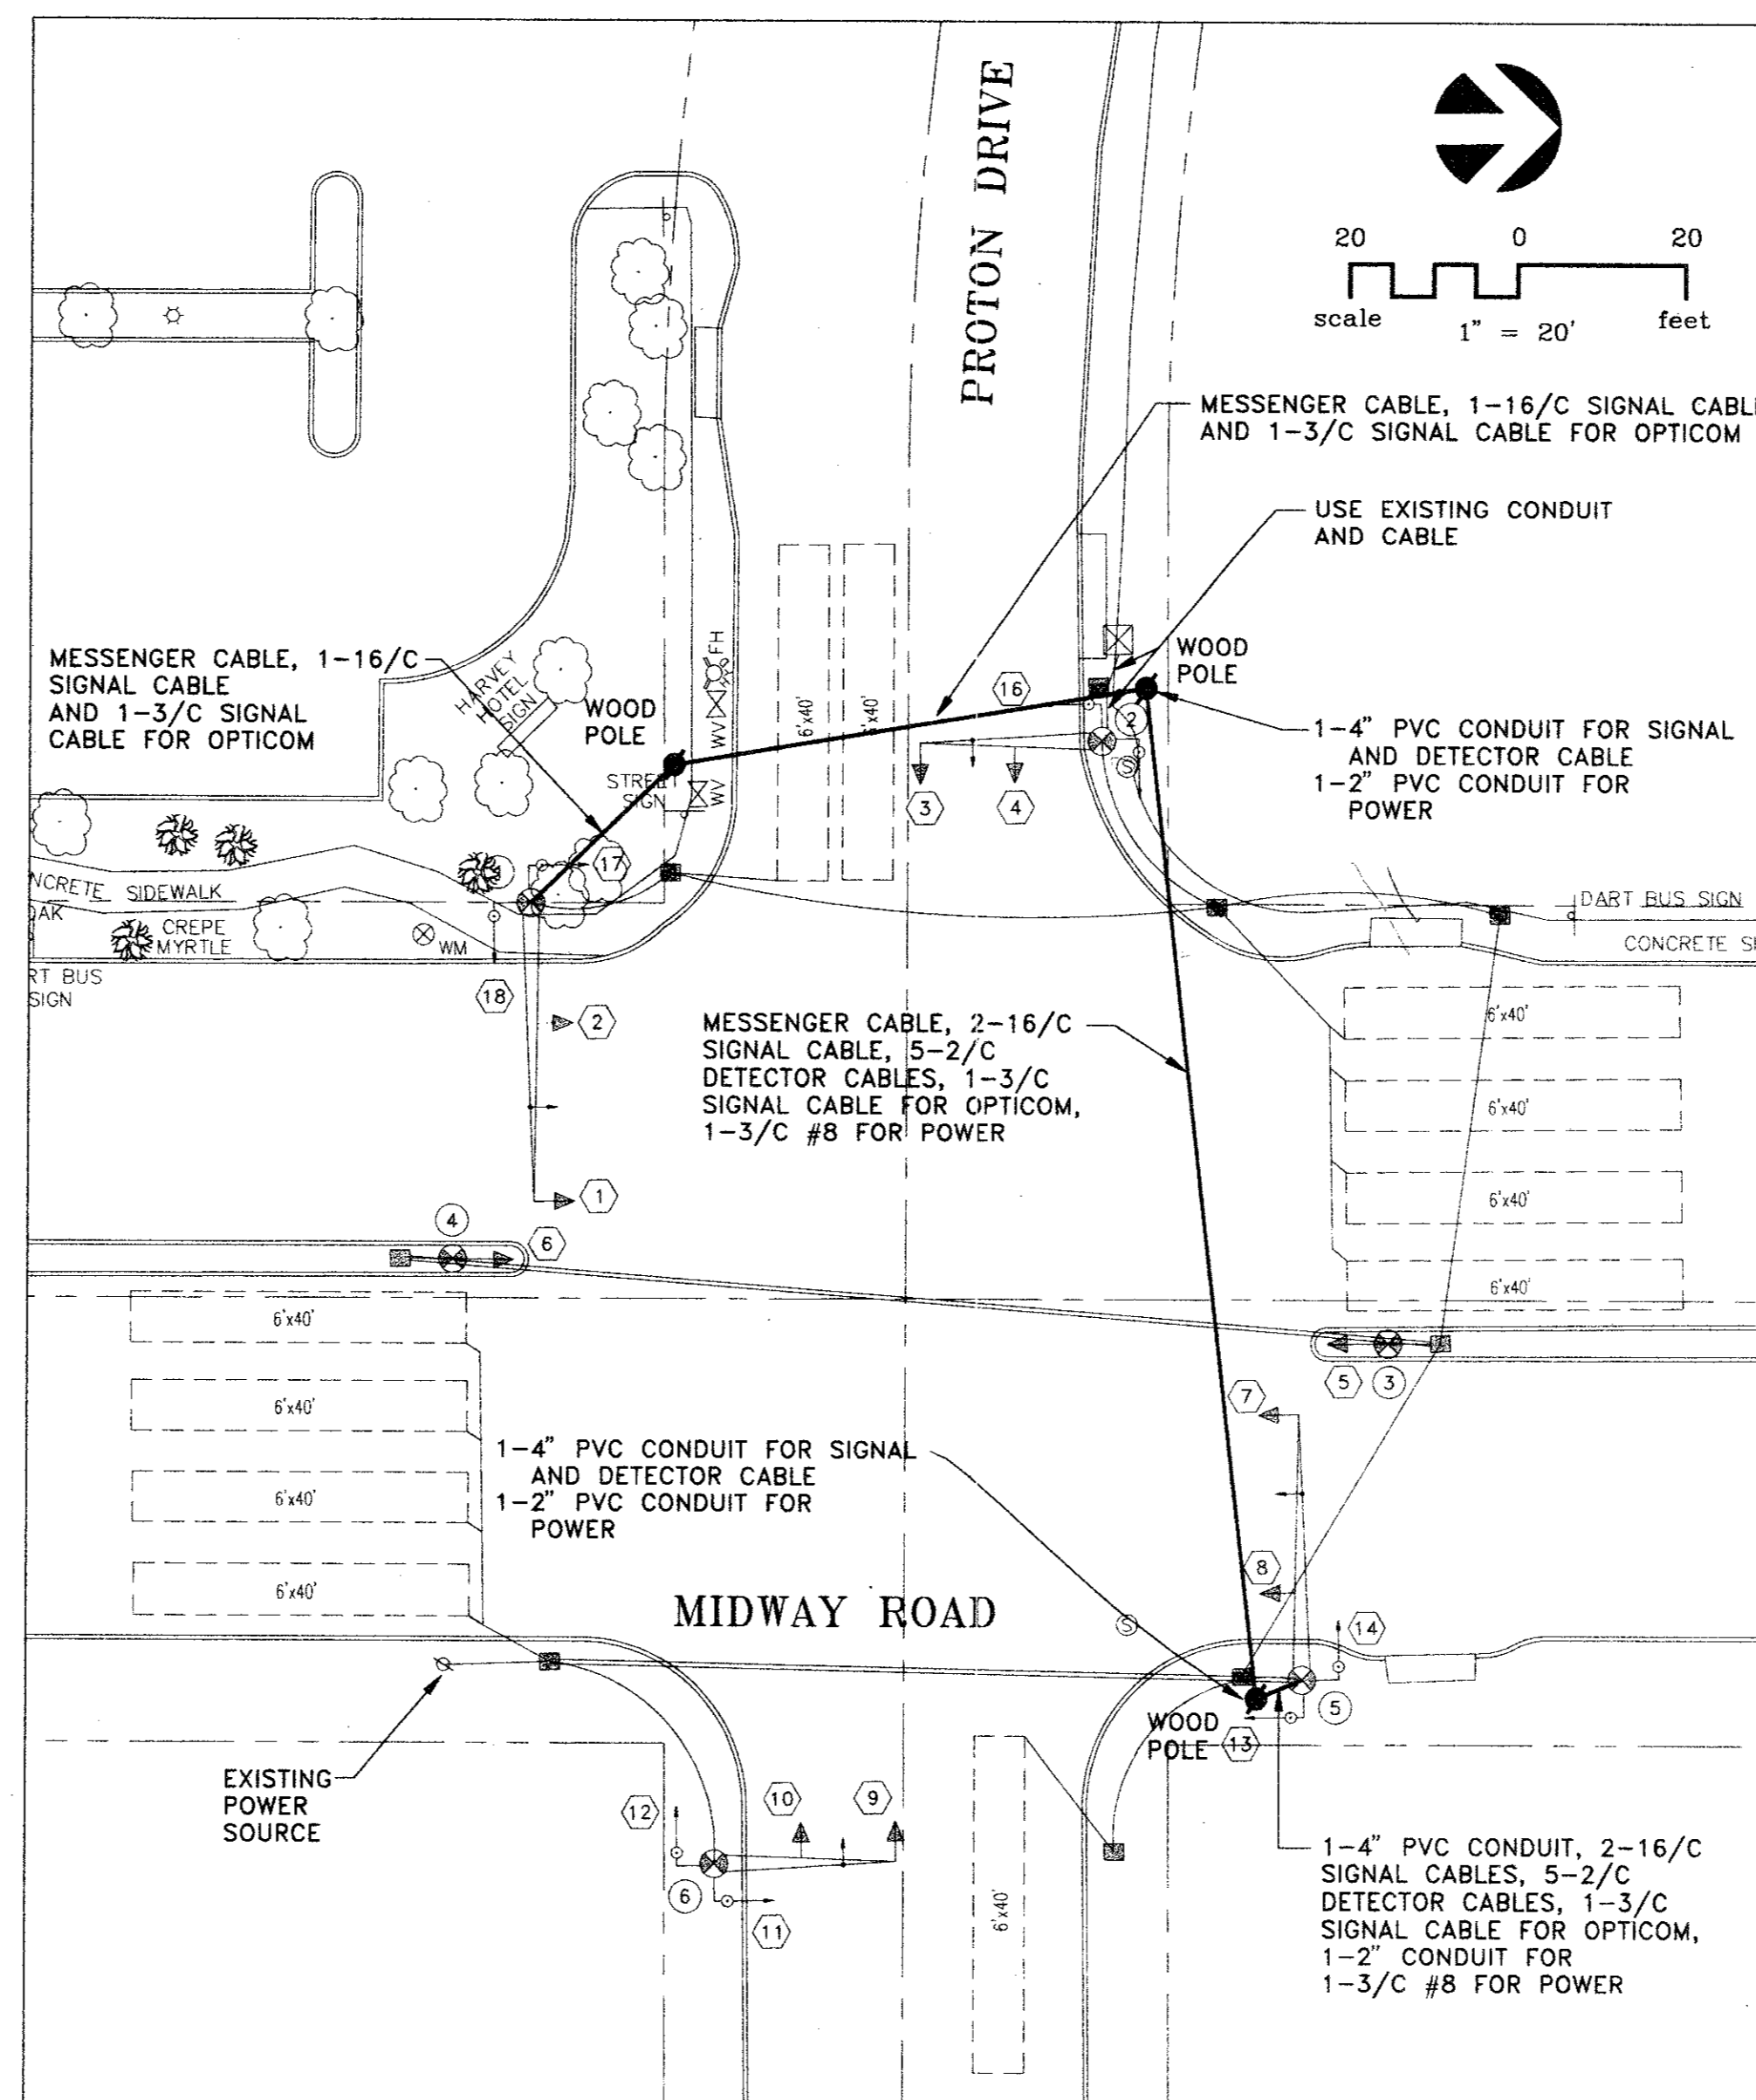 PROTON DRIVE
20 0 20
scale 1" = 20' feet
MESSENGER CABLE, 1-16/C SIGNAL
AND 1-3/C SIGNAL CABLE FOR OPTICOM
USE EXISTING CONDUIT
AND CABLE
MESSENGER CABLE, 1-16/C
SIGNAL CABLE
AND 1-3/C SIGNAL
CABLE FOR OPTICOM
HARVEY
HOTEL
SIGN
WOOD
POLE
FH
WV
WV
STREET
SIGN
6'x40'
6'x40'
16
WOOD
POLE
2
S
1-4" PVC CONDUIT FOR SIGNAL
AND DETECTOR CABLE
1-2" PVC CONDUIT FOR
POWER
3
4
17
SIDEWALK
CREPE
MYRTLE
WM
BUS
SIGN
18
2
1
DART BUS SIGN
CONCRETE
MESSENGER CABLE, 2-16/C
SIGNAL CABLE, 5-2/C
DETECTOR CABLES, 1-3/C
SIGNAL CABLE FOR OPTICOM,
1-3/C #8 FOR POWER
6'x40'
6'x40'
6'x40'
6'x40'
4
6
5
3
7
6'x40'
6'x40'
6'x40'
6'x40'
1-4" PVC CONDUIT FOR SIGNAL
AND DETECTOR CABLE
1-2" PVC CONDUIT FOR
POWER
8
MIDWAY ROAD
S
14
5
WOOD
POLE
13
EXISTING
POWER
SOURCE
12
10
9
6
11
6'x40'
1-4" PVC CONDUIT, 2-16/C
SIGNAL CABLES, 5-2/C
DETECTOR CABLES, 1-3/C
SIGNAL CABLE FOR OPTICOM,
1-2" CONDUIT FOR
1-3/C #8 FOR POWER